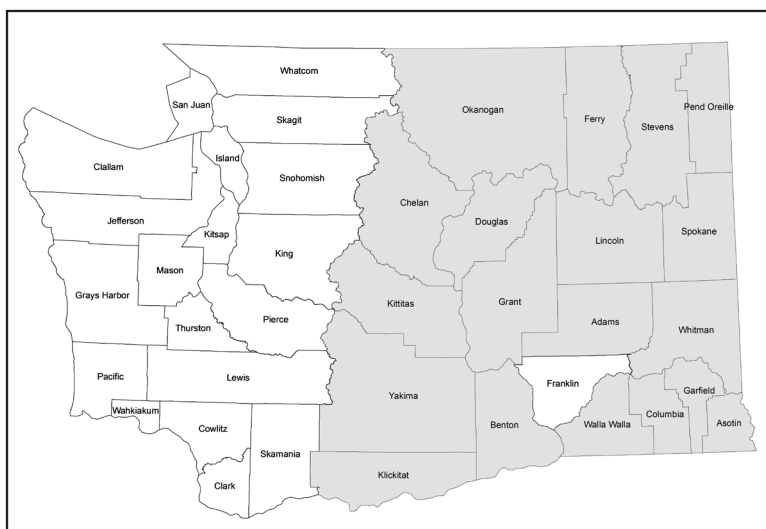 Whatcom
San Juan
Skagit
Okanogan
Ferry
Stevens
Pend Oreille
Clallam
Island
Snohomish
Chelan
Douglas
Jefferson
Kitsap
King
Lincoln
Spokane
Mason
Grays Harbor
Kittitas
Grant
Thurston
Pierce
Adams
Whitman
Pacific
Lewis
Yakima
Franklin
Garfield
Wahkiakum
Cowlitz
Skamania
Benton
Walla Walla
Columbia
Asotin
Clark
Klickitat